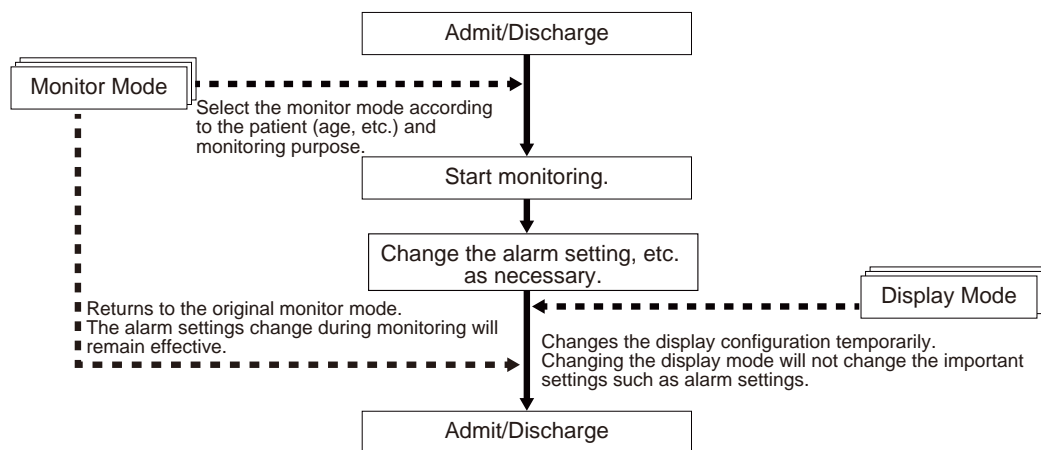 Admit/Discharge
Monitor Mode
Select the monitor mode according
to the patient (age, etc.) and
monitoring purpose.
Start monitoring.
Change the alarm setting, etc.
as necessary.
Display Mode
Returns to the original monitor mode.
The alarm settings change during monitoring will
remain effective.
Changes the display configuration temporarily.
Changing the display mode will not change the important
settings such as alarm settings.
Admit/Discharge